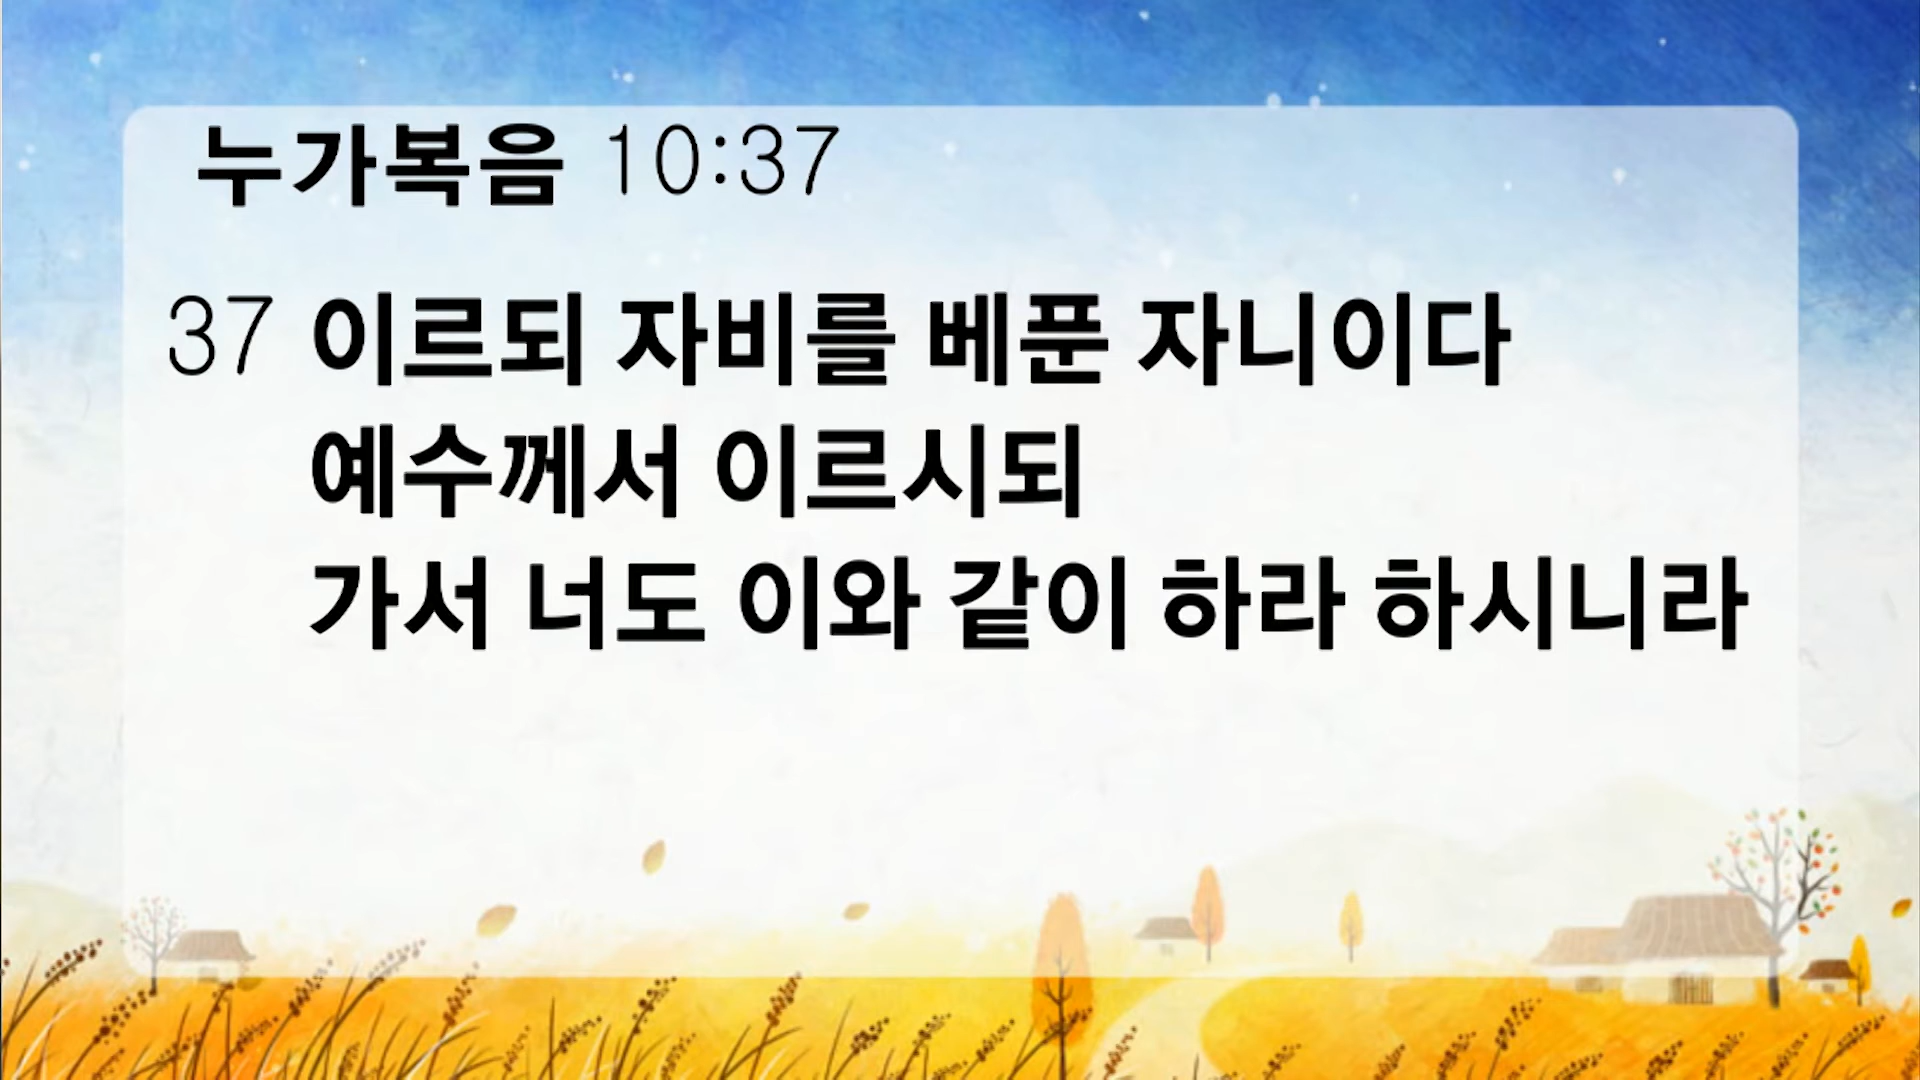 누가복음 10:37
37 이르되 자비를 베푼 자니이다
예수께서 이르시되
가서 너도 이와 같이 하라 하시니라